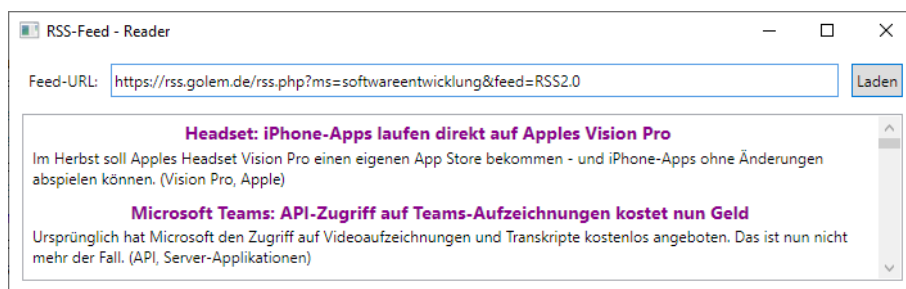 RSS-Feed - Reader
Feed-URL: https://rss.golem.de/rss.php?ms=softwareentwicklung&feed=RSS2.0 Laden
Headset: iPhone-Apps laufen direkt auf Apples Vision Pro
Im Herbst soll Apples Headset Vision Pro einen eigenen App Store bekommen - und iPhone-Apps ohne Änderungen
abspielen können. (Vision Pro, Apple)
Microsoft Teams: API-Zugriff auf Teams-Aufzeichnungen kostet nun Geld
Ursprünglich hat Microsoft den Zugriff auf Videoaufzeichnungen und Transkripte kostenlos angeboten. Das ist nun nicht
mehr der Fall. (API, Server-Applikationen)